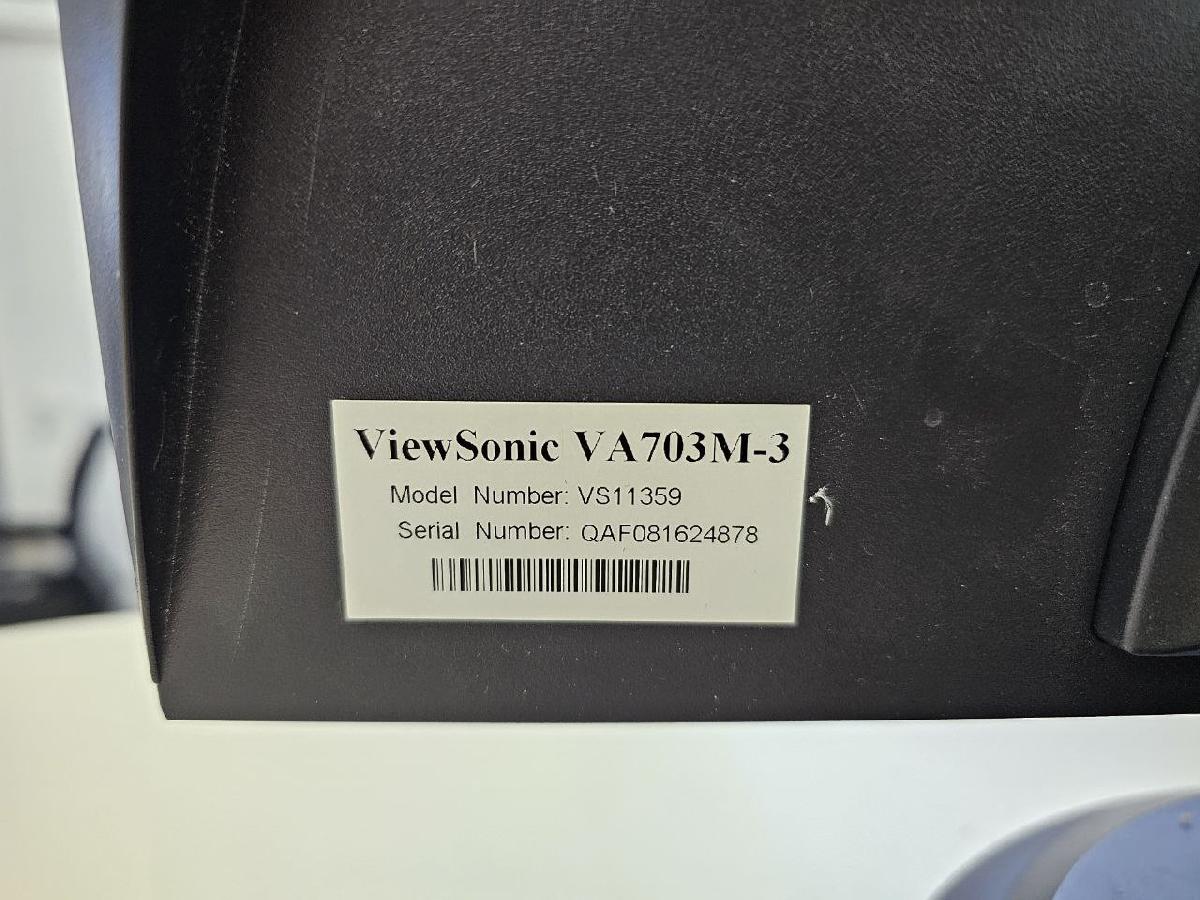 ViewSonic VA703M-3
Model Number: VS11359
Serial Number: QAF081624878